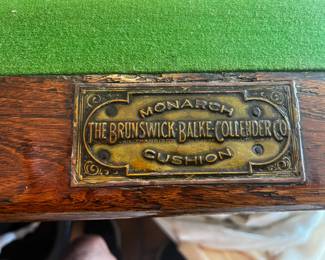 MONARCH
THE BRUNSWICK-BALKE-COLLENDER CO
CUSHION